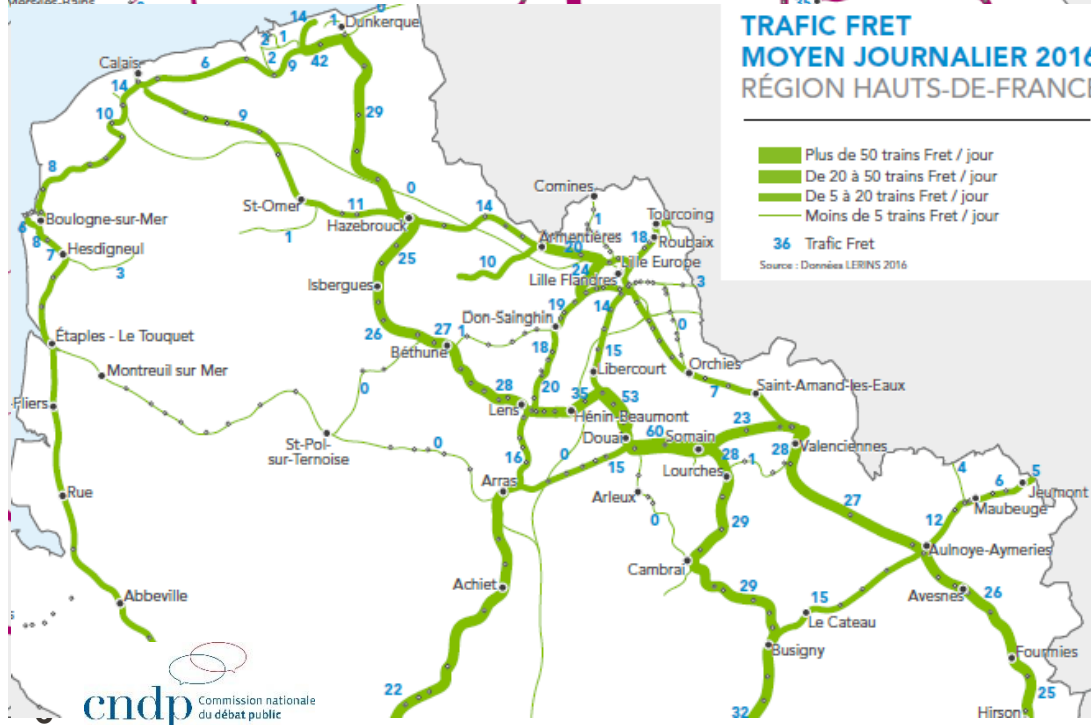 TRAFIC FRET
MOYEN JOURNALIER 2016
RÉGION HAUTS-DE-FRANCE
Plus de 50 trains Fret / jour
De 20 à 50 trains Fret / jour
De 5 à 20 trains Fret / jour
Moins de 5 trains Fret / jour
36 Trafic Fret
Source : Données LERINS 2016
14
1
0
Dunkerque
2
1
2
9
42
6
Calais
14
10
9
29
8
0
Comines
1
St-Omer
11
Hazebrouck
14
Tourcoing
Boulogne-sur-Mer
6
8
7
Hesdigneul
3
1
Armentières
20
18
Roubaix
Lille Europe
25
10
24
Lille Flandres
3
Isbergues
19
14
Don-Sainghin
0
26
27
1
Étaples - Le Touquet
Béthune
18
15
Montreuil sur Mer
0
Libercourt
Orchies
7
Saint-Amand-les-Eaux
28
20
35
53
Lens
Hénin-Beaumont
23
St-Pol-
sur-Ternoise
0
Douai
60
Somain
28
Valenciennes
16
0
15
28
1
Lourches
Arras
Arleux
4
6
5
Jeumont
Rue
Maubeuge
27
0
29
12
Aulnoye-Aymeries
Cambrai
Achiet
29
Avesnes
26
Abbeville
15
Le Cateau
Busigny
Fourmies
22
32
25
Hirson
cndp Commission nationale
du débat public